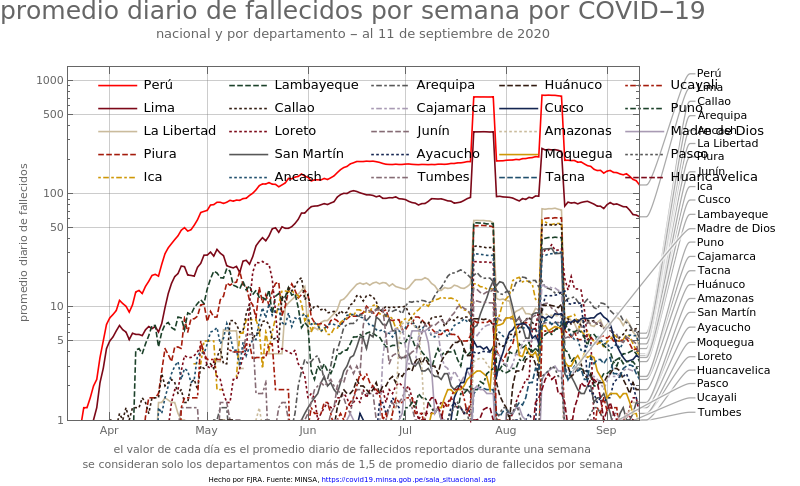 promedio diario de fallecidos por semana por COVID−19
nacional y por departamento − al 11 de septiembre de 2020
promedio diario de fallecidos
1000
500
100
50
10
5
1
Apr
May
Jun
Jul
Aug
Sep
Perú
Lima
La Libertad
Piura
Ica
Lambayeque
Callao
Loreto
San Martín
Áncash
Arequipa
Cajamarca
Junín
Ayacucho
Tumbes
Huánuco
Cusco
Amazonas
Moquegua
Tacna
Ucayali
Puno
Madre de Dios
Pasco
Huancavelica
Perú
Lima
Callao
Arequipa
Áncash
La Libertad
Piura
Junín
Ica
Cusco
Lambayeque
Madre de Dios
Puno
Cajamarca
Tacna
Huánuco
Amazonas
San Martín
Ayacucho
Moquegua
Loreto
Huancavelica
Pasco
Ucayali
Tumbes
el valor de cada día es el promedio diario de fallecidos reportados durante una semana
se consideran solo los departamentos con más de 1,5 de promedio diario de fallecidos por semana
Hecho por FJRA. Fuente: MINSA, https://covid19.minsa.gob.pe/sala_situacional.asp